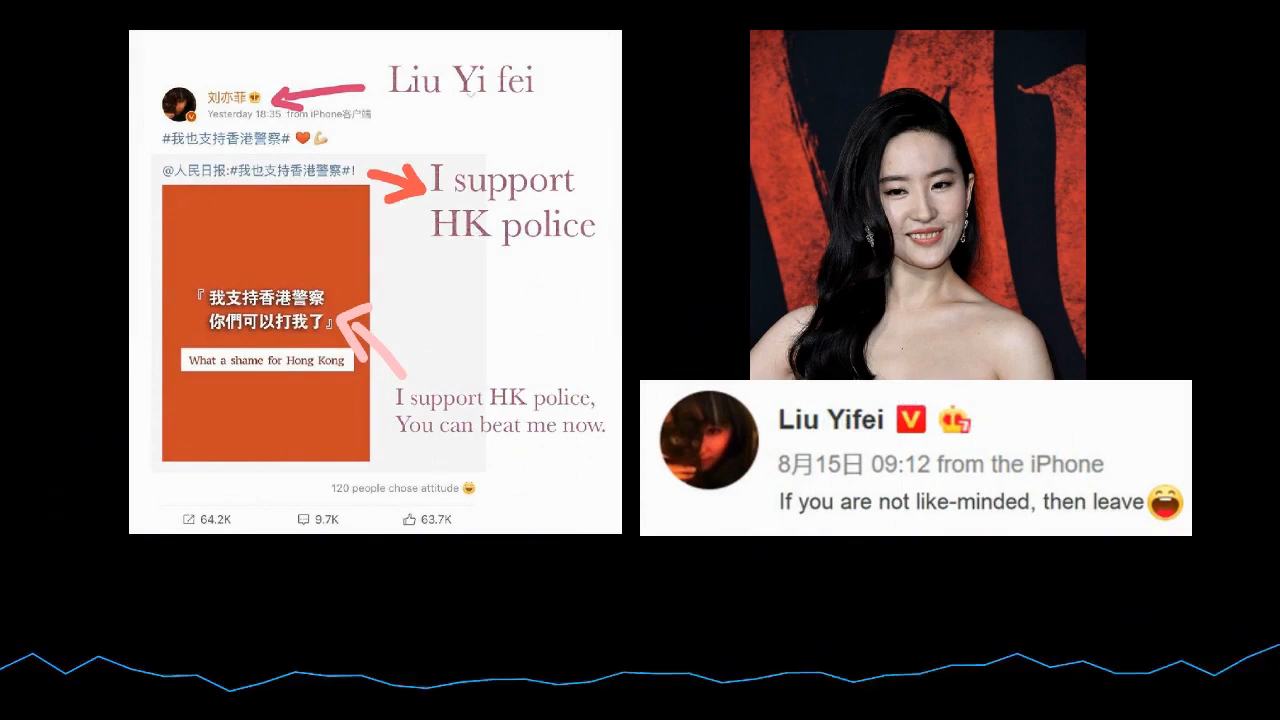 Liu Yi fei
刘亦菲
Yesterday 18:35 from iPhone客户端
#我也支持香港警察#
@人民日报:#我也支持香港警察#!
I support
HK police
『我支持香港警察
你們可以打我了』
What a shame for Hong Kong
I support HK police,
You can beat me now.
120 people chose attitude
64.2K
9.7K
63.7K
Liu Yifei V 7
8月15日 09:12 from the iPhone
If you are not like-minded, then leave